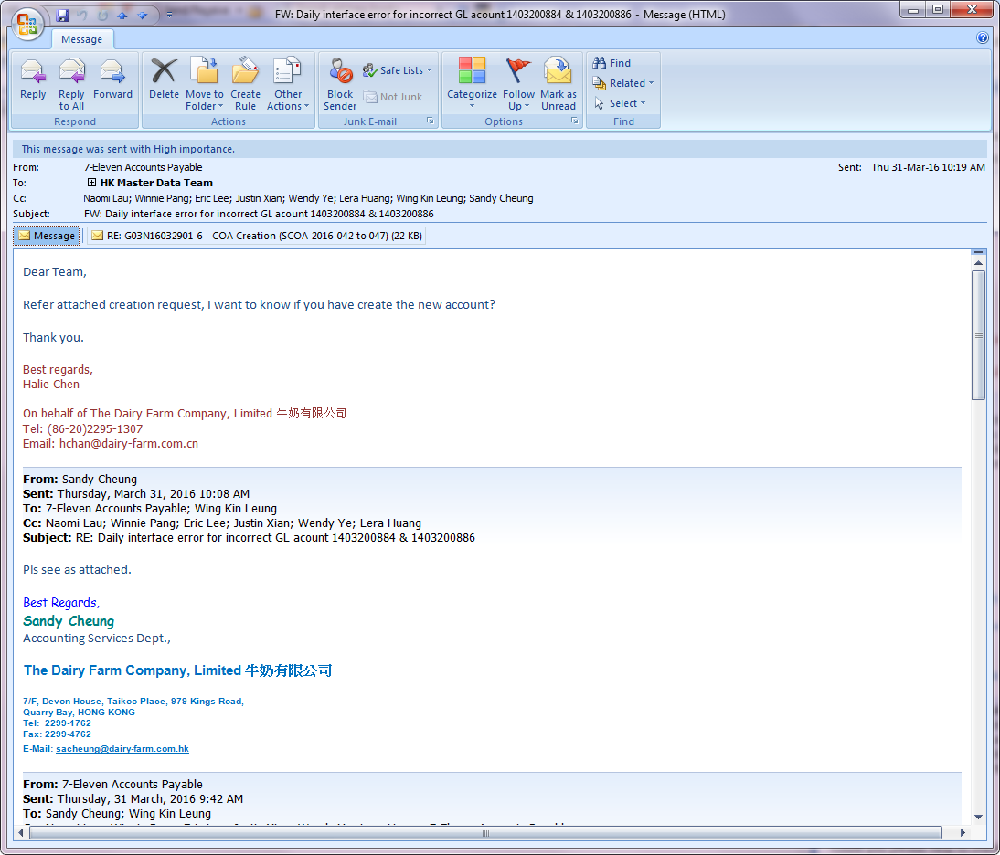 FW: Daily interface error for incorrect GL acount 1403200884 & 1403200886 - Message (HTML)
Message
Reply
Reply to All
Forward
Respond
Delete
Move to Folder
Create Rule
Other Actions
Actions
Block Sender
Safe Lists
Not Junk
Junk E-mail
Categorize
Follow Up
Mark as Unread
Options
Find
Related
Select
Find
This message was sent with High importance.
From: 7-Eleven Accounts Payable Sent: Thu 31-Mar-16 10:19 AM
To: HK Master Data Team
Cc: Naomi Lau; Winnie Pang; Eric Lee; Justin Xian; Wendy Ye; Lera Huang; Wing Kin Leung; Sandy Cheung
Subject: FW: Daily interface error for incorrect GL acount 1403200884 & 1403200886
Message RE: G03N16032901-6 - COA Creation (SCOA-2016-042 to 047) (22 KB)
Dear Team,
Refer attached creation request, I want to know if you have create the new account?
Thank you.
Best regards,
Halie Chen
On behalf of The Dairy Farm Company, Limited 牛奶有限公司
Tel: (86-20)2295-1307
Email: hchan@dairy-farm.com.cn
From: Sandy Cheung
Sent: Thursday, March 31, 2016 10:08 AM
To: 7-Eleven Accounts Payable; Wing Kin Leung
Cc: Naomi Lau; Winnie Pang; Eric Lee; Justin Xian; Wendy Ye; Lera Huang
Subject: RE: Daily interface error for incorrect GL acount 1403200884 & 1403200886
Pls see as attached.
Best Regards,
Sandy Cheung
Accounting Services Dept.,
The Dairy Farm Company, Limited 牛奶有限公司
7/F, Devon House, Taikoo Place, 979 Kings Road,
Quarry Bay, HONG KONG
Tel: 2299-1762
Fax: 2299-4762
E-Mail: sacheung@dairy-farm.com.hk
From: 7-Eleven Accounts Payable
Sent: Thursday, 31 March, 2016 9:42 AM
To: Sandy Cheung; Wing Kin Leung